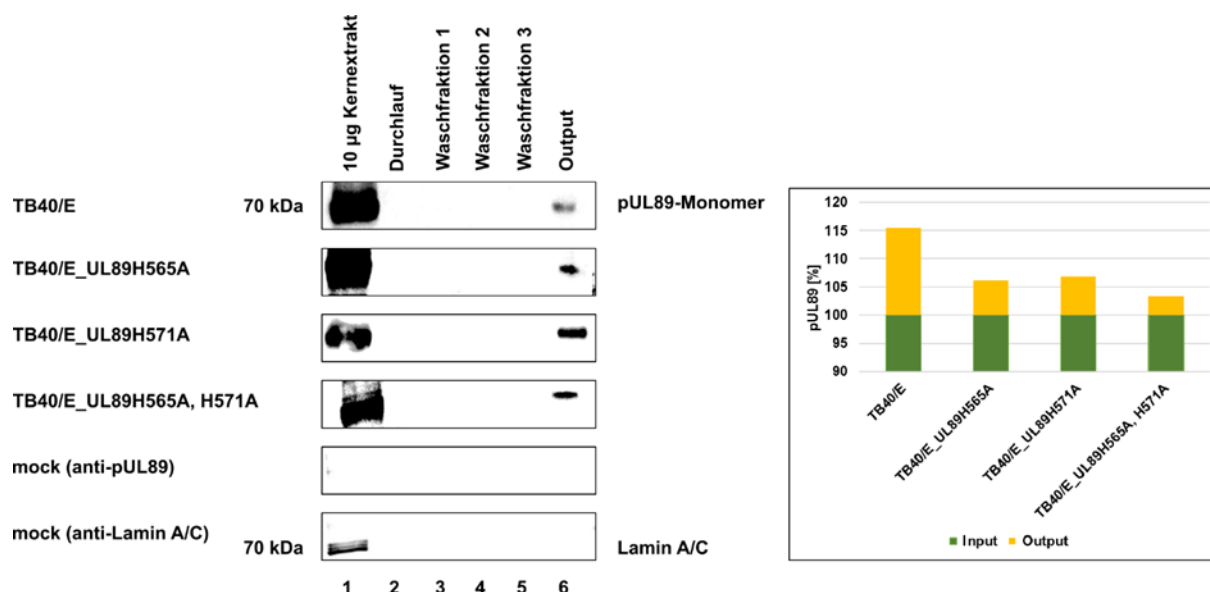 10 µg Kernextrakt
Durchlauf
Waschfraktion 1
Waschfraktion 2
Waschfraktion 3
Output
TB40/E
70 kDa
pUL89-Monomer
TB40/E_UL89H565A
TB40/E_UL89H571A
TB40/E_UL89H565A, H571A
mock (anti-pUL89)
mock (anti-Lamin A/C)
70 kDa
Lamin A/C
1 2 3 4 5 6
pUL89 [%]
120
115
110
105
100
95
90
TB40/E
TB40/E_UL89H565A
TB40/E_UL89H571A
TB40/E_UL89H565A, H571A
Input Output